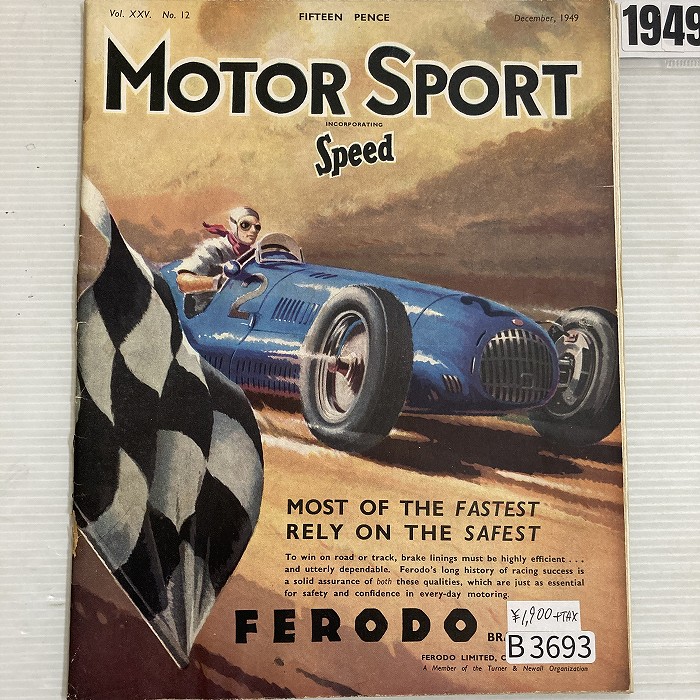 Vol. XXV. No. 12
FIFTEEN PENCE
December, 1949
1949
MOTOR SPORT
INCORPORATING
Speed
2
2
MOST OF THE FASTEST
RELY ON THE SAFEST
To win on road or track, brake linings must be highly efficient . . .
and utterly dependable. Ferodo's long history of racing success is
a solid assurance of both these qualities, which are just as essential
for safety and confidence in every-day motoring.
FERODO
¥1,900+TAX
B3693
FERODO LIMITED,
A Member of the Turner & Newall Organization